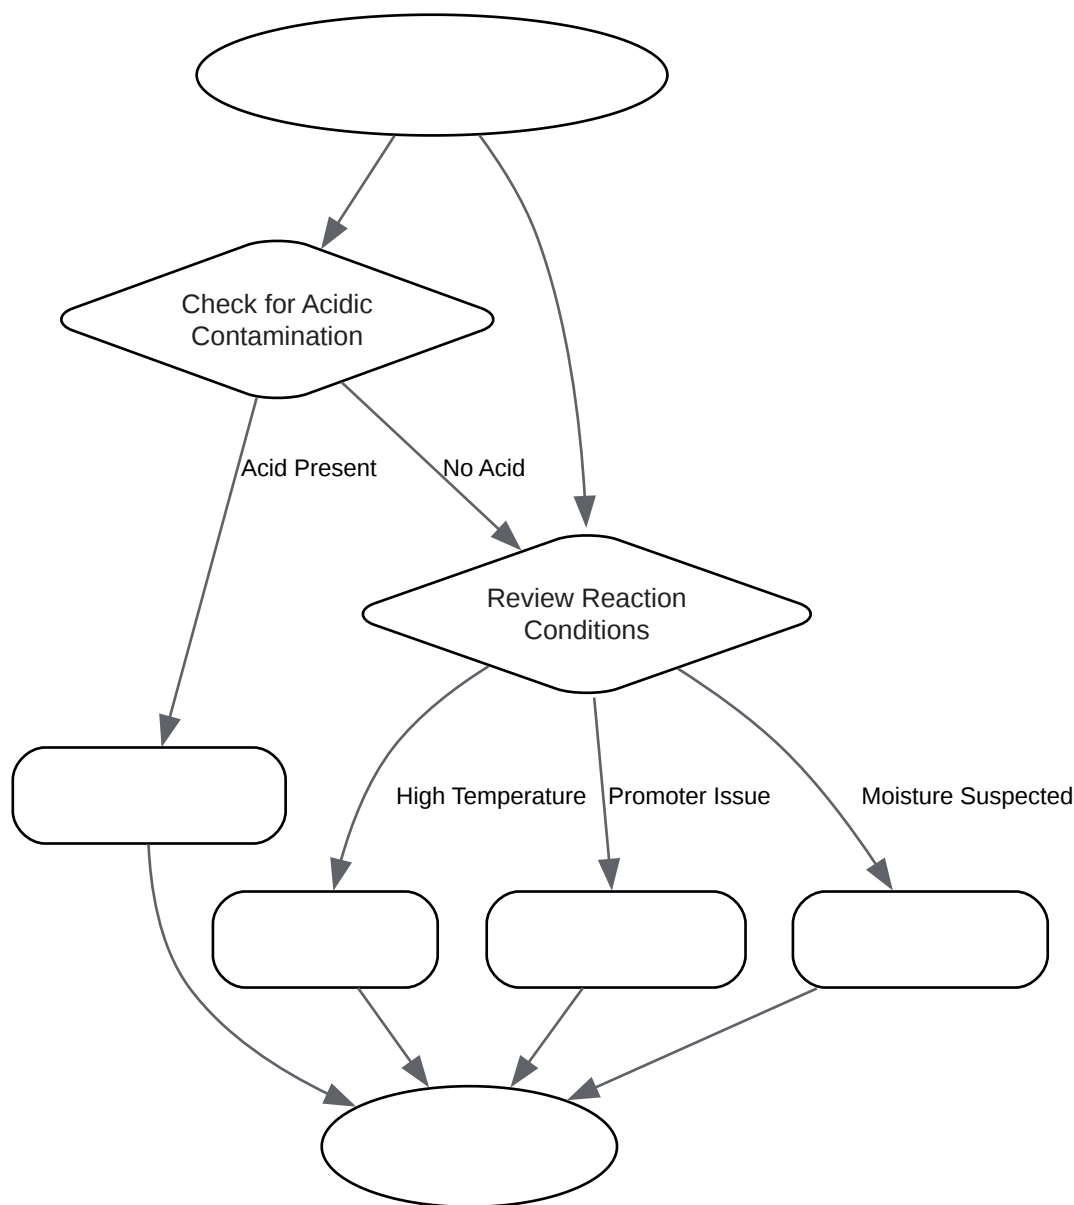 Check for Acidic
Contamination
Acid Present
No Acid
Review Reaction
Conditions
High Temperature
Promoter Issue
Moisture Suspected